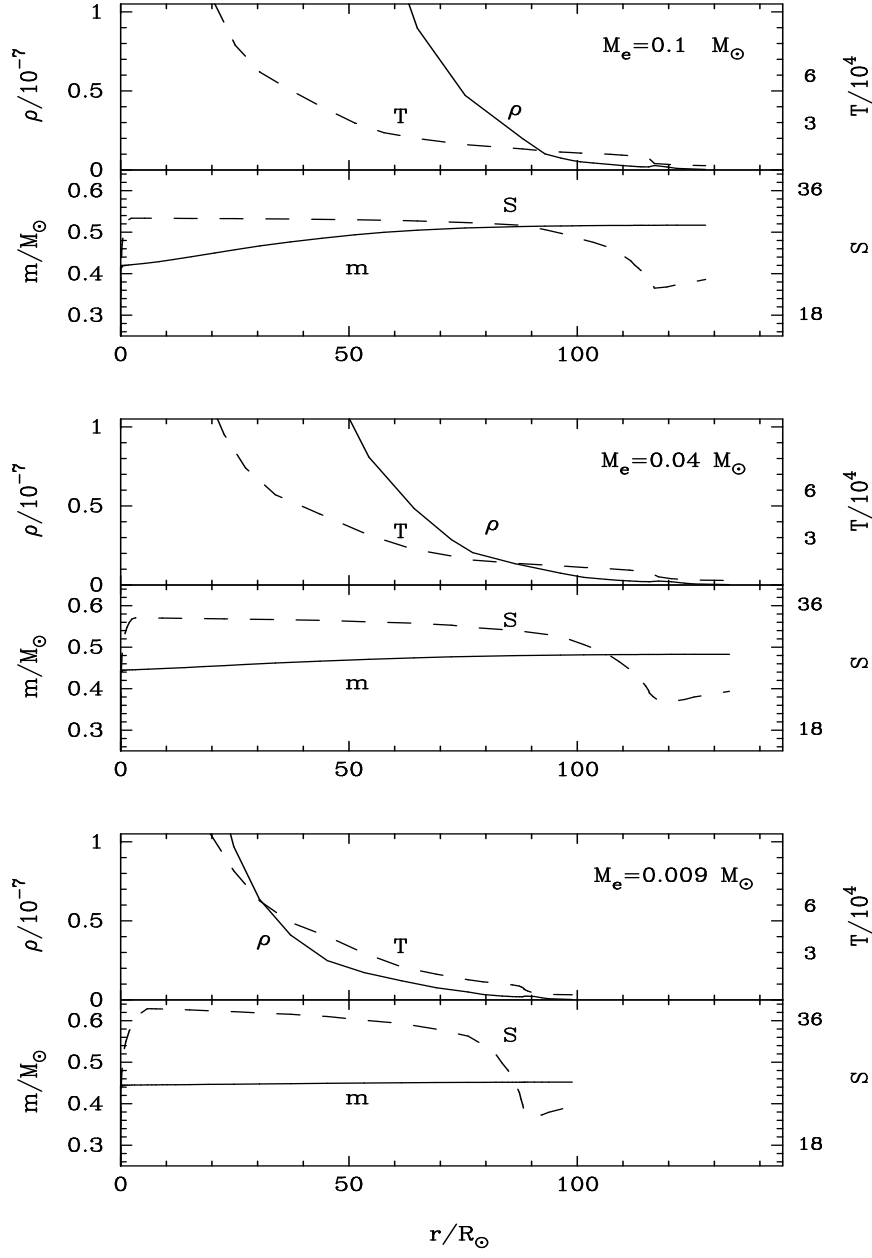 1
M_e=0.1 M_⊙
ρ/10^-7
0.5
T
ρ
6
3
T/10^4
0
0.6
0.5
0.4
0.3
m/M_⊙
S
m
36
18
S
0
50
100
1
M_e=0.04 M_⊙
ρ/10^-7
0.5
T
ρ
6
3
T/10^4
0
0.6
0.5
0.4
0.3
m/M_⊙
S
m
36
18
S
0
50
100
1
M_e=0.009 M_⊙
ρ/10^-7
0.5
ρ
T
6
3
T/10^4
0
0.6
0.5
0.4
0.3
m/M_⊙
S
m
36
18
S
0
50
100
r/R_⊙